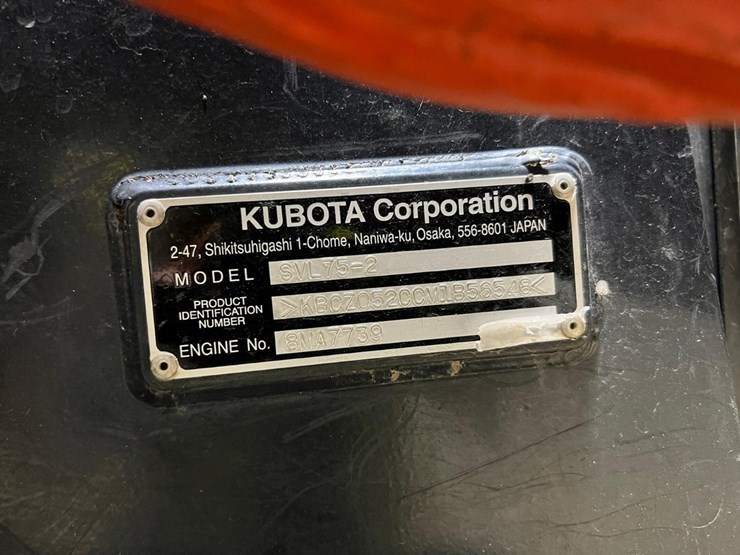 KUBOTA Corporation
2-47, Shikitsuhigashi 1-Chome, Naniwa-ku, Osaka, 556-8601 JAPAN
MODEL SVL75-2
PRODUCT
IDENTIFICATION
NUMBER
>KBCZ052CCM1B56548<
ENGINE No. 8MA7739